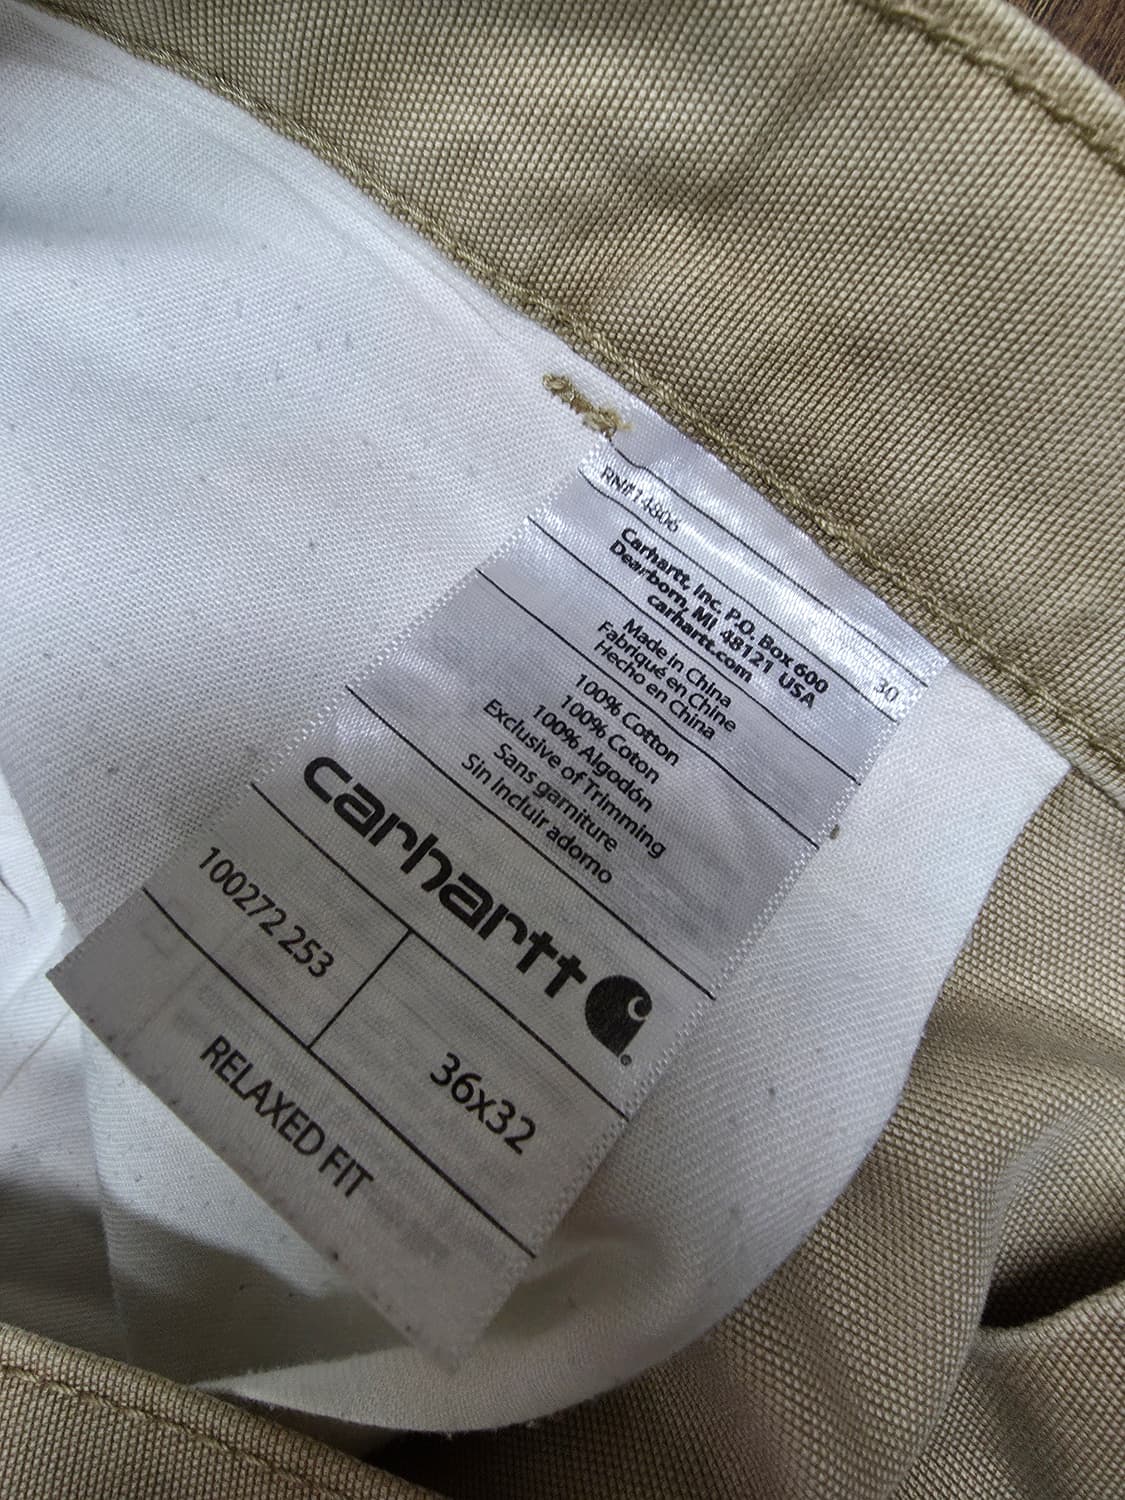 RN#14806
30
Carhartt, Inc. P.O. Box 600
Dearborn, MI 48121 USA
carhartt.com
Made in China
Fabriqué en Chine
Hecho en China
100% Cotton
100% Coton
100% Algodón
Exclusive of Trimming
Sans garniture
Sin Incluir adorno
carhartt
100272 253
36x32
RELAXED FIT